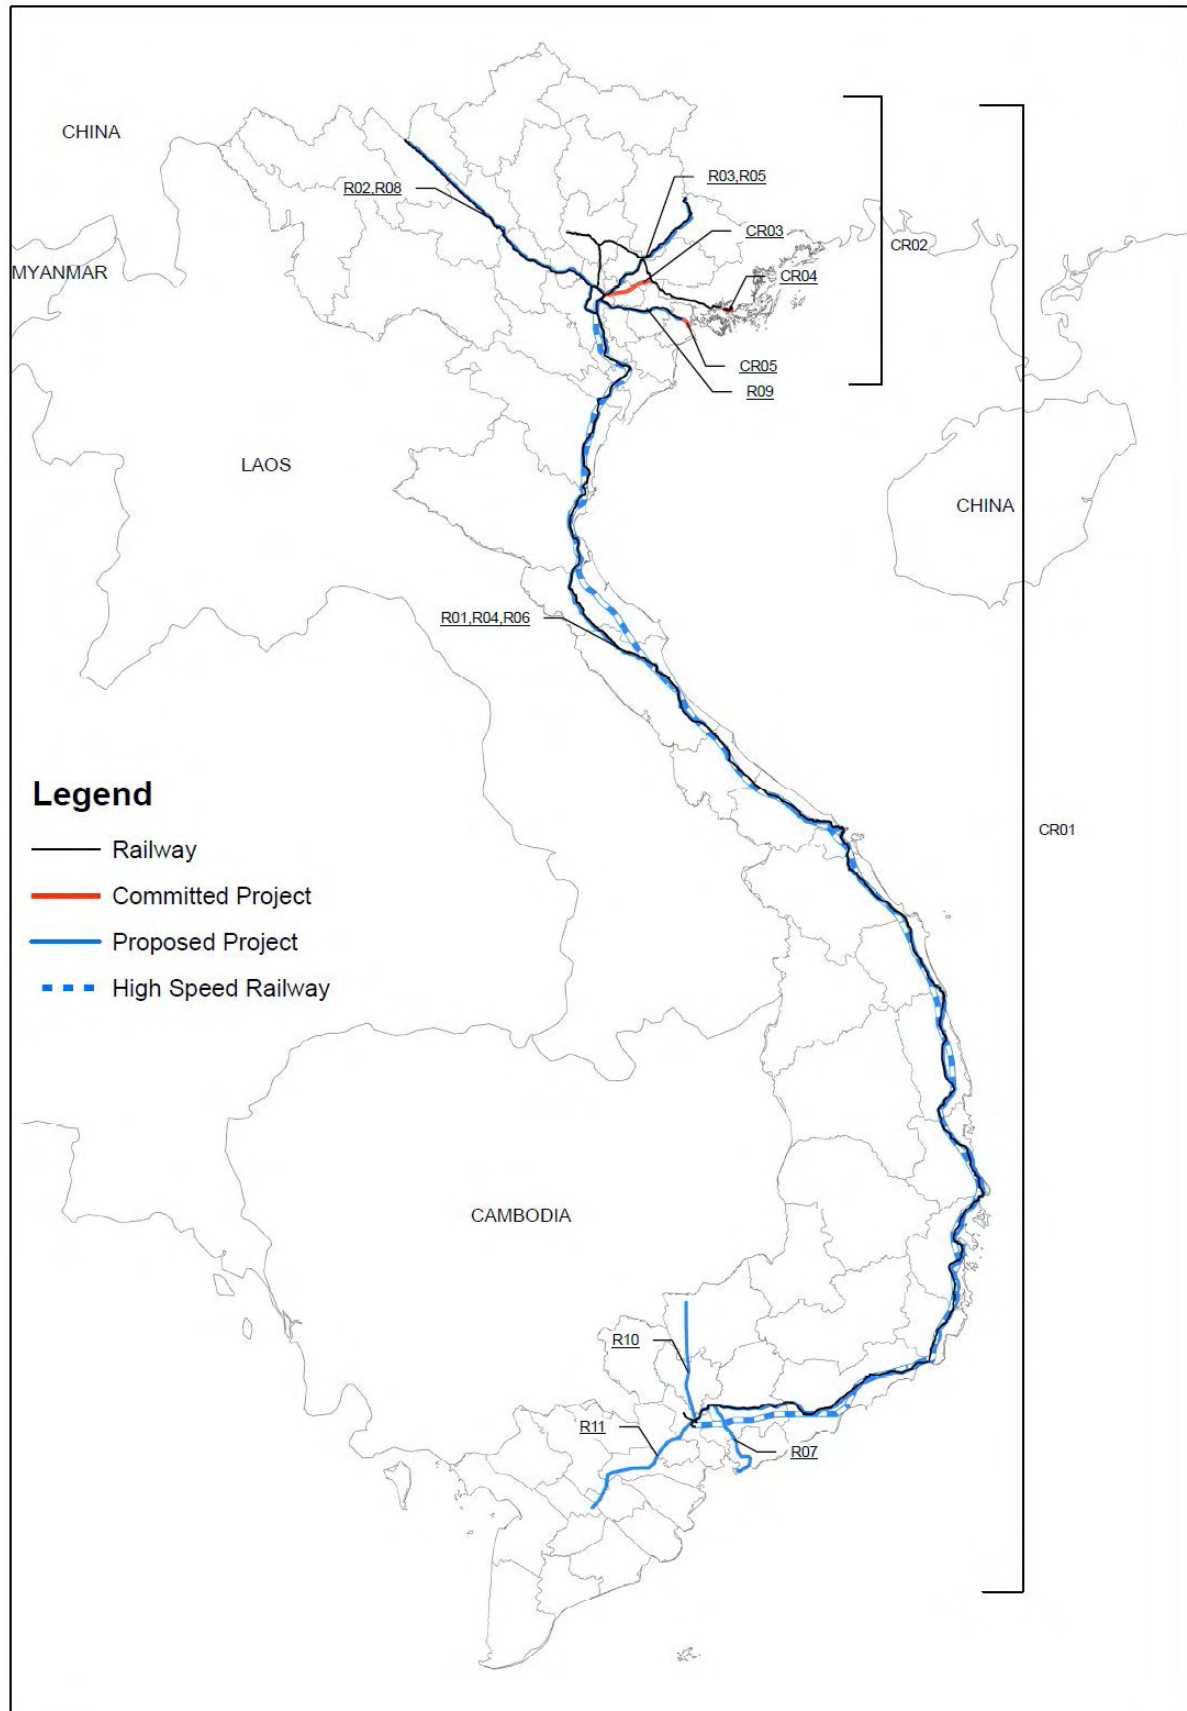 CHINA
R02,R08
R03,R05
CR03
CR02
MYANMAR
CR04
CR05
R09
LAOS
CHINA
R01,R04,R06
Legend
Railway
CR01
Committed Project
Proposed Project
High Speed Railway
CAMBODIA
R10
R11
R07